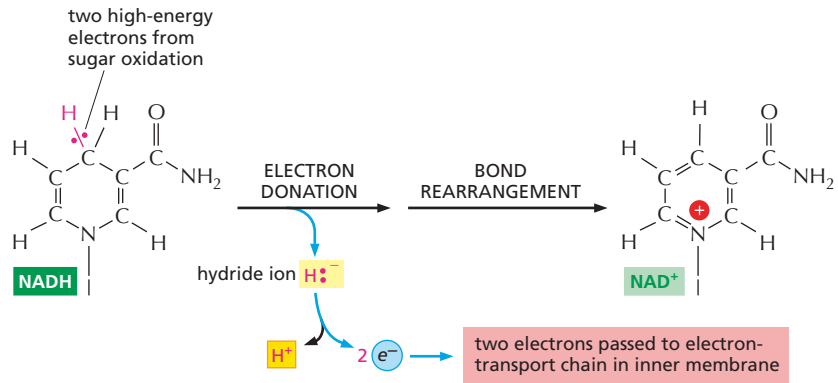 two high-energy
electrons from
sugar oxidation
H H O
H C C NH2
C C
C C
H N H
NADH
ELECTRON
DONATION
BOND
REARRANGEMENT
hydride ion H:−
H+
2 e−
two electrons passed to electron-
transport chain in inner membrane
H O
H C C NH2
C C
+
C C
H N H
NAD+